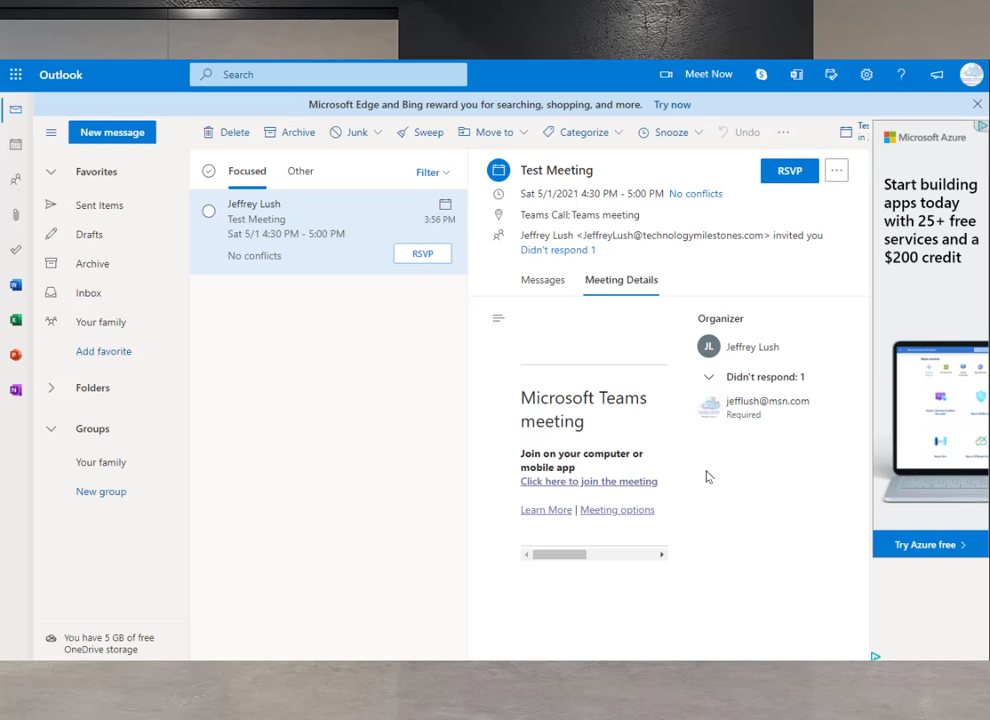 Outlook
Search
Meet Now
Microsoft Edge and Bing reward you for searching, shopping, and more. Try now
New message
Delete
Archive
Junk
Sweep
Move to
Categorize
Snooze
Undo
Favorites
Sent Items
Drafts
Archive
Inbox
Your family
Add favorite
Folders
Groups
Your family
New group
You have 5 GB of free
OneDrive storage
Focused
Other
Filter
Jeffrey Lush
Test Meeting
3:56 PM
Sat 5/1 4:30 PM - 5:00 PM
No conflicts
RSVP
Test Meeting
RSVP
Sat 5/1/2021 4:30 PM - 5:00 PM No conflicts
Teams Call: Teams meeting
Jeffrey Lush <JeffreyLush@technologymilestones.com> invited you
Didn't respond 1
Messages
Meeting Details
Microsoft Teams
meeting
Join on your computer or
mobile app
Click here to join the meeting
Learn More | Meeting options
Organizer
JL
Jeffrey Lush
Didn't respond: 1
jefflush@msn.com
Required
Microsoft Azure
Start building
apps today
with 25+ free
services and a
$200 credit
Try Azure free